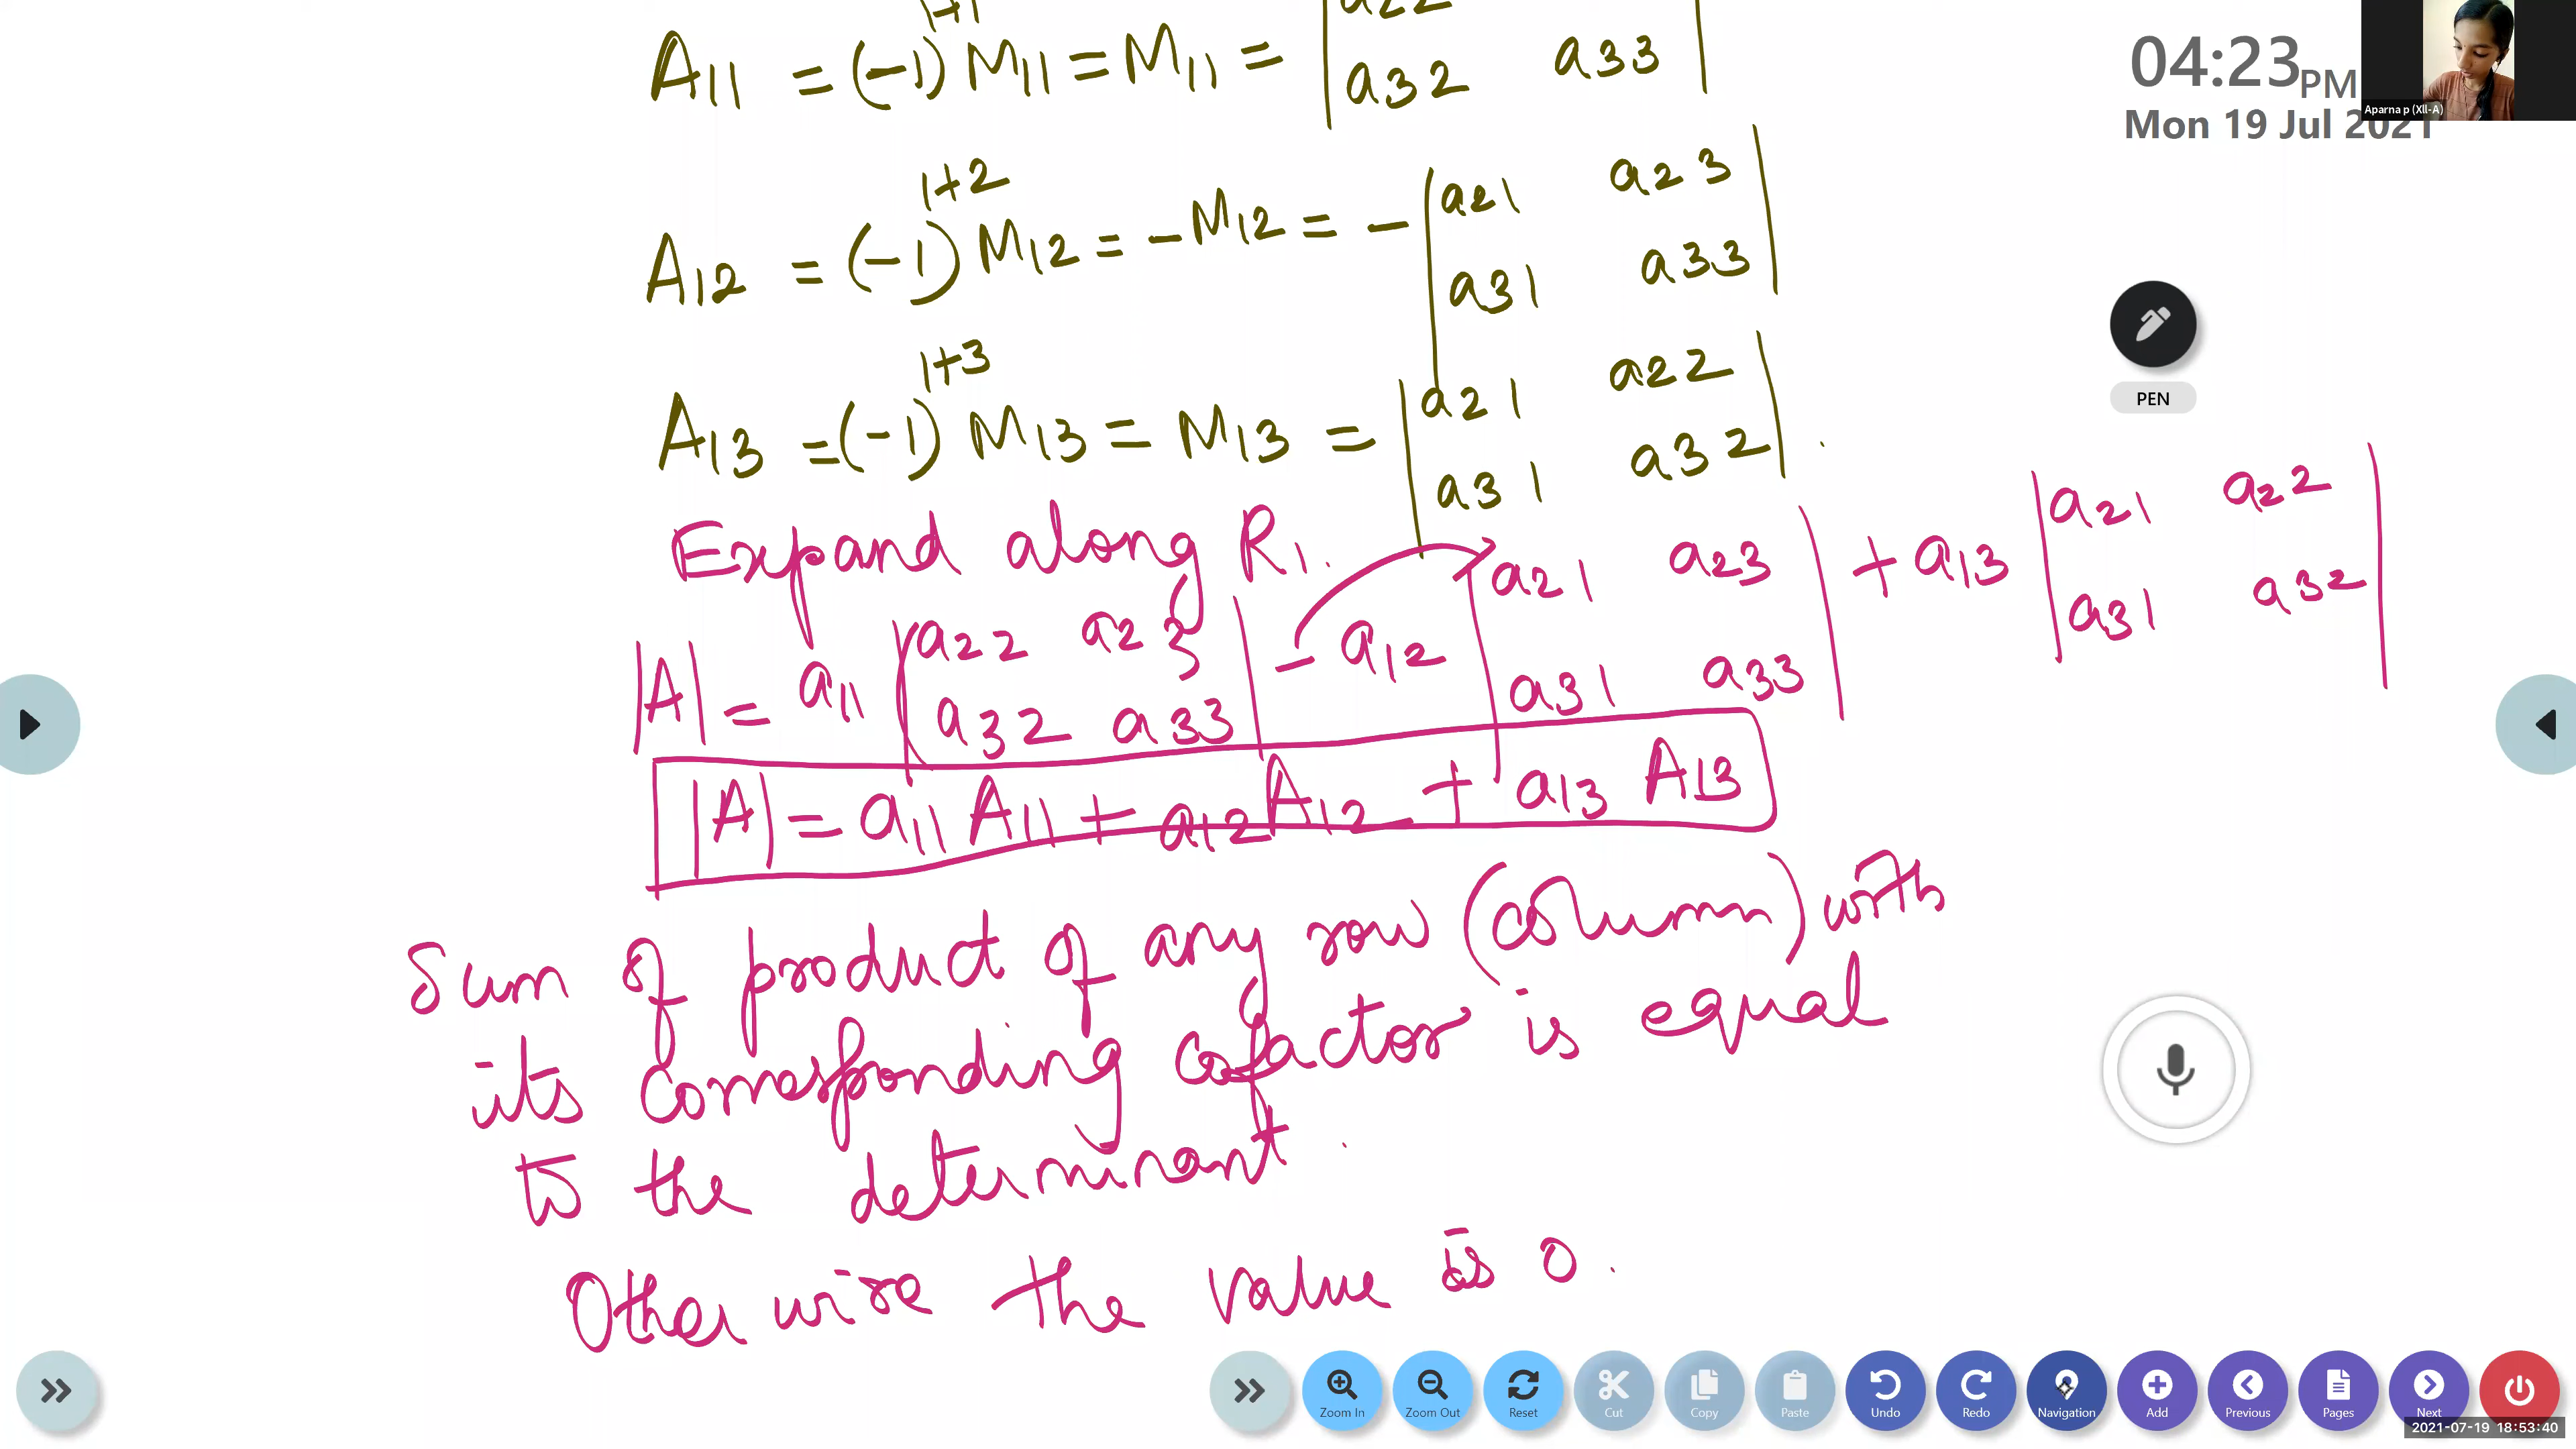 1+1
a22
A11 = (-1) M11 = M11 = | a32 a33 |
04:23 PM
Aparna p (XII-A)
Mon 19 Jul 2021
1+2
| a21 a23 |
A12 = (-1) M12 = -M12 = - | a31 a33 |
PEN
1+3
| a21 a22 |
A13 = (-1) M13 = M13 = | a31 a32 | .
Expand along R1.
|A| = a11 | a22 a23 | - a12 | a21 a23 | + a13 | a21 a22 |
| a32 a33 | | a31 a33 | | a31 a32 |
|A| = a11 A11 + a12 A12 + a13 A13
Sum of product of any row (column) with
its corresponding cofactor is equal
to the determinant.
Otherwise the value is 0.
Zoom In Zoom Out Reset Cut Copy Paste Undo Redo Navigation Add Previous Pages Next
2021-07-19 18:53:40